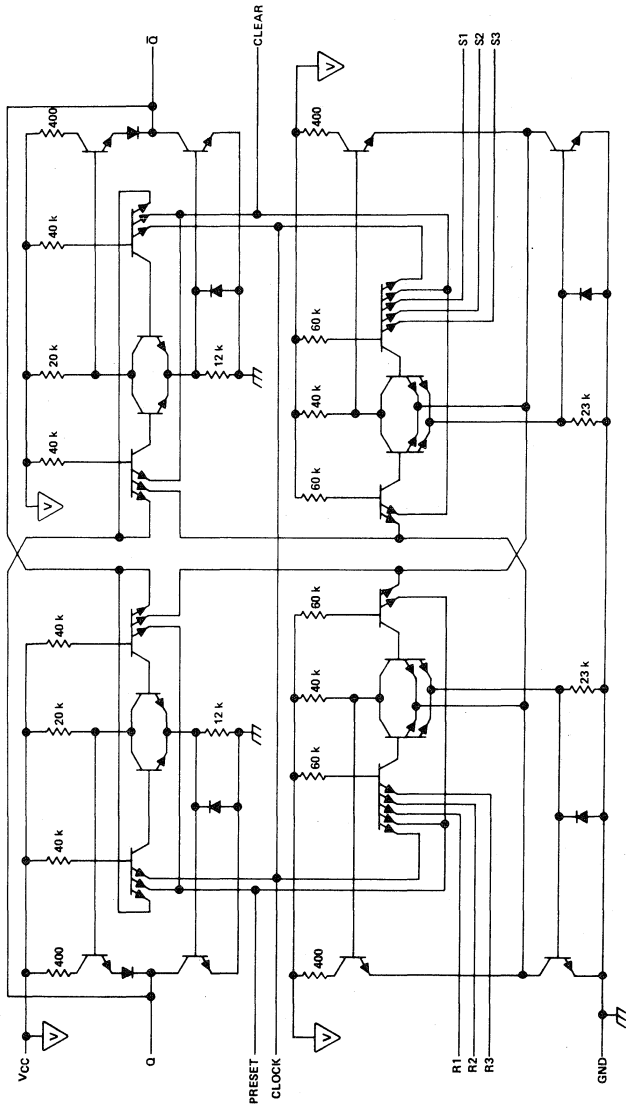 VCC
400
40 k
20 k
40 k
40 k
20 k
40 k
400
V
V
Q
Q̄
12 k
12 k
PRESET
CLEAR
CLOCK
V
V
400
60 k
40 k
60 k
60 k
40 k
60 k
400
R1
S1
R2
S2
R3
S3
23 k
23 k
GND